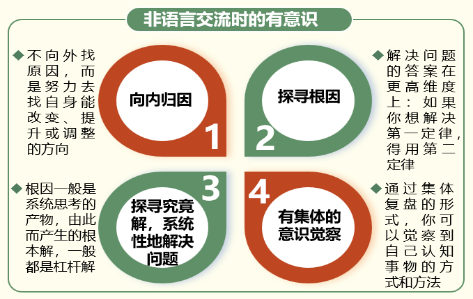 非语言交流时的有意识
不向外找
原因，而
是努力去
找自身能
改变、提
升或调整
的方向
向内归因
1
探寻根因
2
解决问题
的答案在
更高维度
上：如果
你想解决
第一定律，
得用第二
定律
根因一般是
系统思考的
产物，由此
而产生的根
本解，一般
都是杠杆解
探寻究竟
解，系统
性地解决
问题
3
有集体的
意识觉察
4
通过集体
复盘的形
式，你可
以觉察到
自己认知
事物的方
式和方法